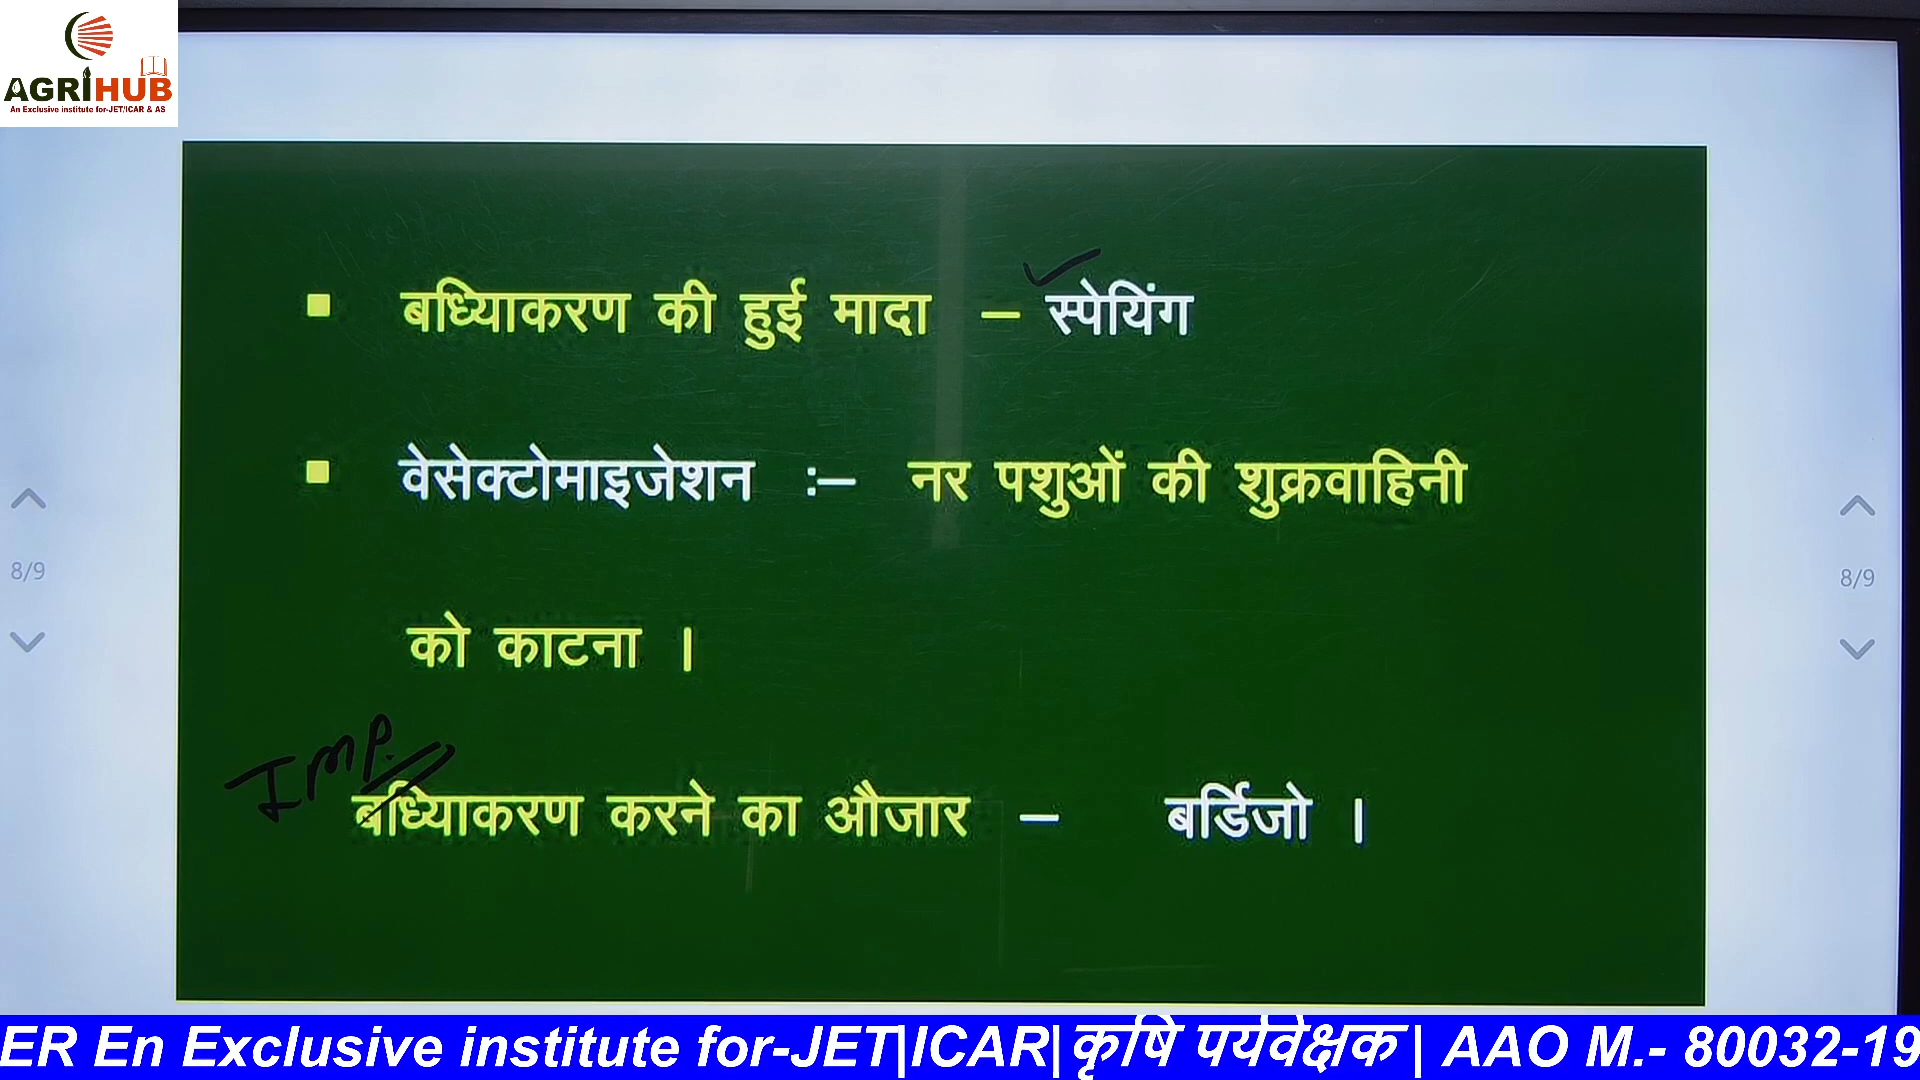 AGRIHUB
An Exclusive institute for-JET/ICAR & AS
■ बध्यिाकरण की हुई मादा – स्पेयिंग
■ वेसेक्टोमाइजेशन :– नर पशुओं की शुक्रवाहिनी
को काटना ।
IMP.
बध्यिाकरण करने का औजार – बर्डिजो ।
8/9
8/9
ER En Exclusive institute for-JET|ICAR|कृषि पर्यवेक्षक | AAO M.- 80032-19